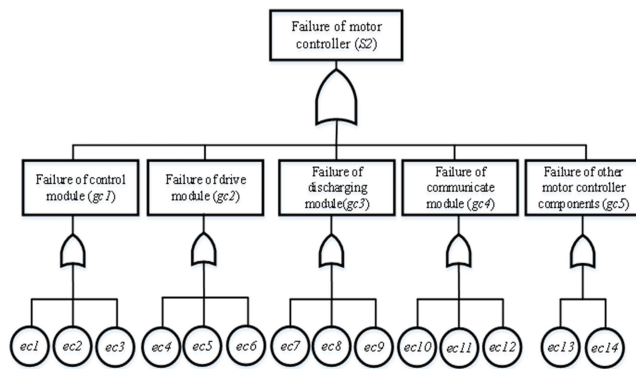 Failure of motor
controller (S2)
Failure of control
module (gc1)
Failure of drive
module (gc2)
Failure of
discharging
module(gc3)
Failure of
communicate
module (gc4)
Failure of other
motor controller
components (gc5)
ec1 ec2 ec3 ec4 ec5 ec6 ec7 ec8 ec9 ec10 ec11 ec12 ec13 ec14